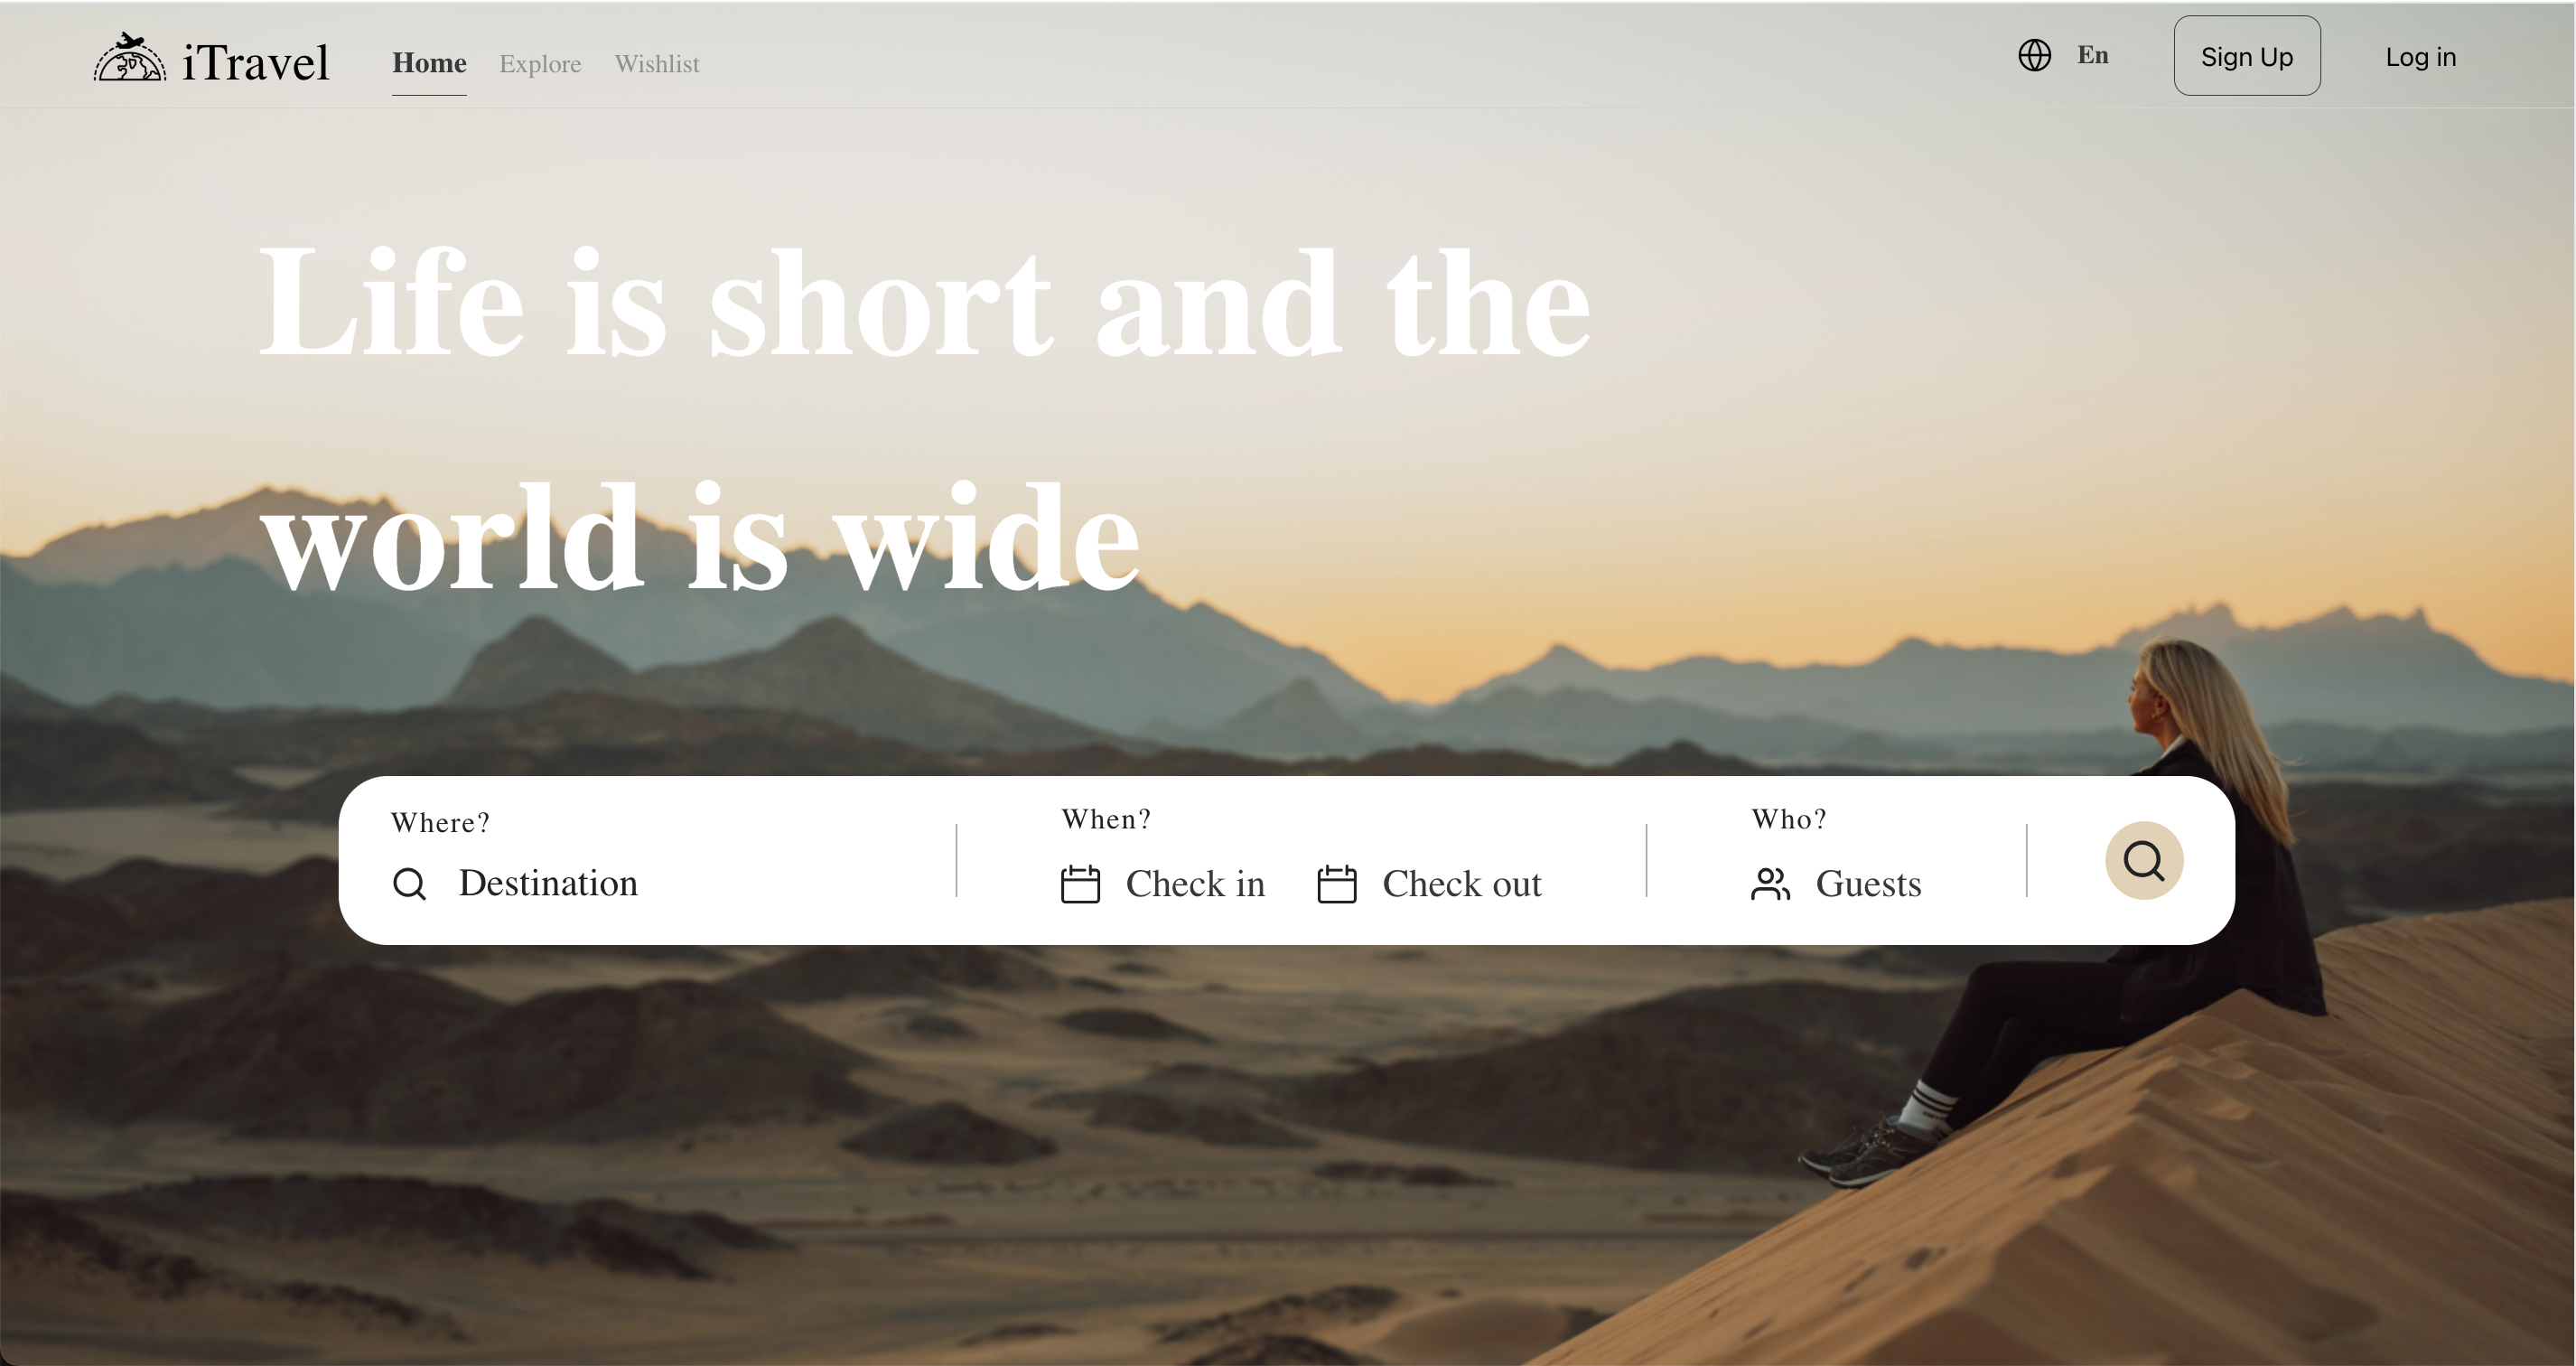 iTravel Home Explore Wishlist En Sign Up Log in
Life is short and the
world is wide
Where? When? Who?
Destination Check in Check out Guests